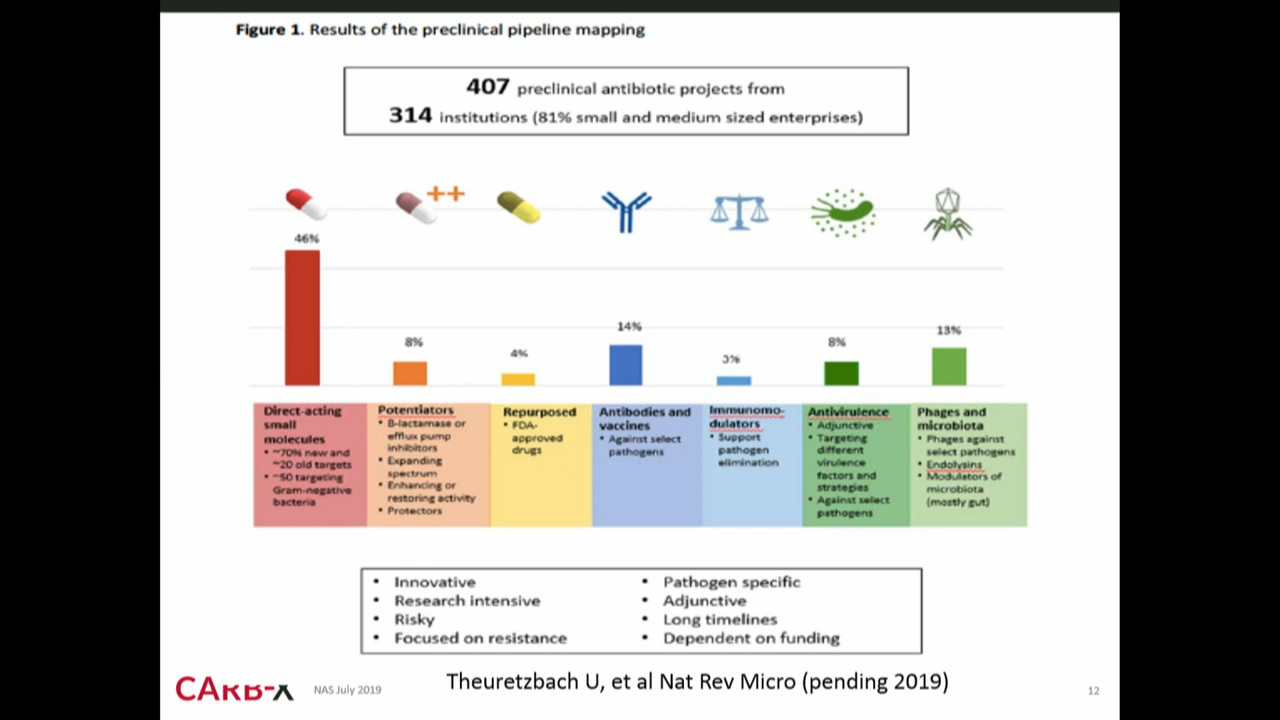 Figure 1. Results of the preclinical pipeline mapping
407 preclinical antibiotic projects from
314 institutions (81% small and medium sized enterprises)
++
46%
8%
4%
14%
3%
8%
13%
Direct-acting
small
molecules
• ~70% new and
~20 old targets
• ~50 targeting
Gram-negative
bacteria
Potentiators
• B-lactamase or
efflux pump
inhibitors
• Expanding
spectrum
• Enhancing or
restoring activity
• Protectors
Repurposed
• FDA-
approved
drugs
Antibodies and
vaccines
• Against select
pathogens
Immunomo-
dulators
• Support
pathogen
elimination
Antivirulence
• Adjunctive
• Targeting
different
virulence
factors and
strategies
• Against select
pathogens
Phages and
microbiota
• Phages against
select pathogens
• Endolysins
• Modulators of
microbiota
(mostly gut)
• Innovative
• Research intensive
• Risky
• Focused on resistance
• Pathogen specific
• Adjunctive
• Long timelines
• Dependent on funding
CARB-X
NAS July 2019
Theuretzbach U, et al Nat Rev Micro (pending 2019)
12